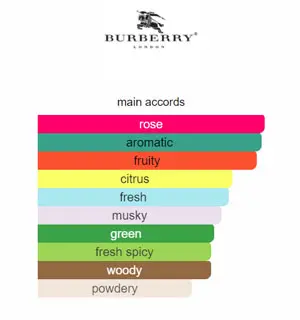 BURBERRY®
LONDON
main accords
rose
aromatic
fruity
citrus
fresh
musky
green
fresh spicy
woody
powdery